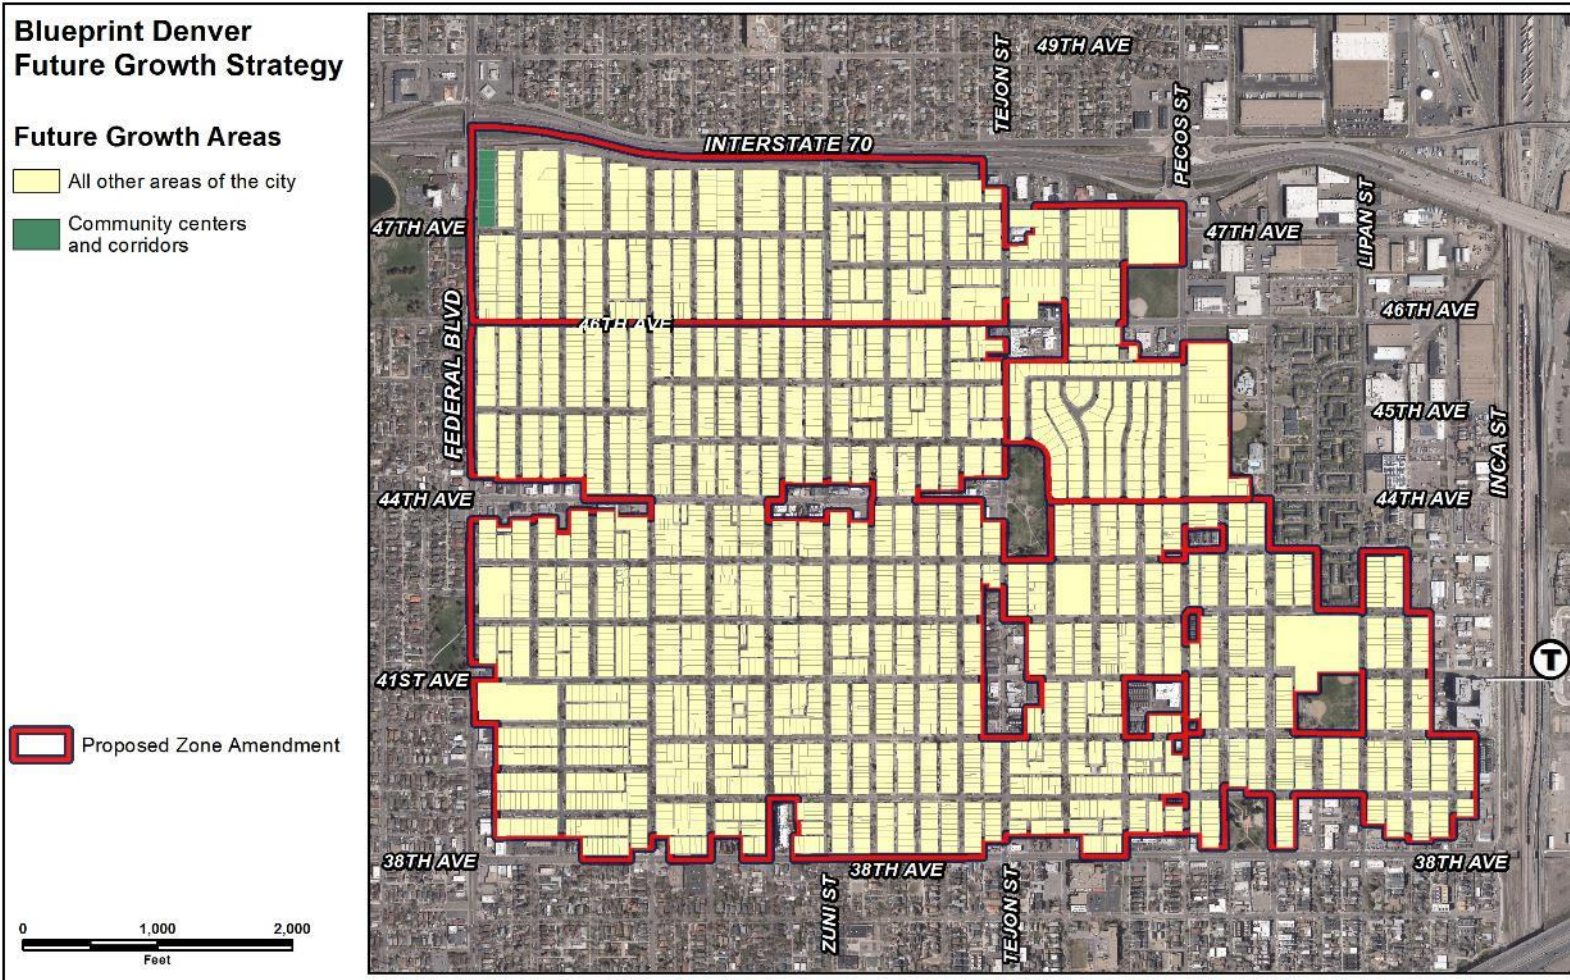 Blueprint Denver
Future Growth Strategy
Future Growth Areas
All other areas of the city
Community centers
and corridors
Proposed Zone Amendment
0 1,000 2,000
Feet
49TH AVE
TEJON ST
PECOS ST
INTERSTATE 70
LIPAN ST
47TH AVE
47TH AVE
46TH AVE
46TH AVE
FEDERAL BLVD
45TH AVE
INCA ST
44TH AVE
44TH AVE
T
41ST AVE
38TH AVE
38TH AVE
38TH AVE
ZUNI ST
TEJON ST